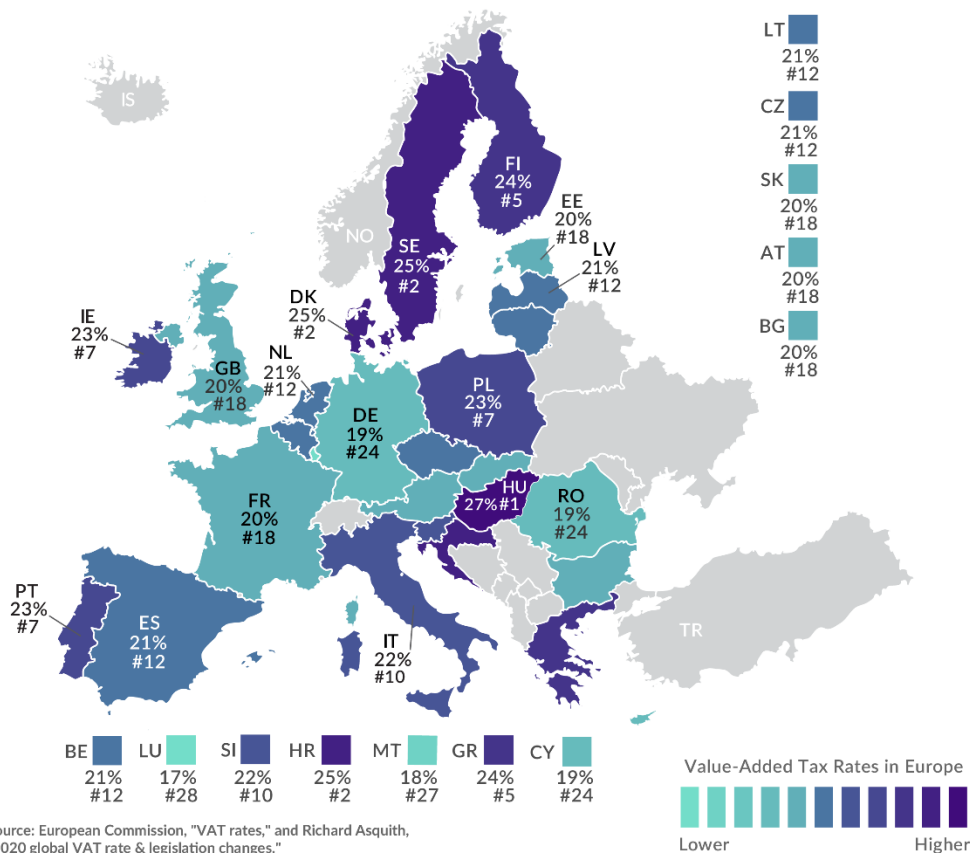 IS
NO
FI
24%
#5
SE
25%
#2
EE
20%
#18
LV
21%
#12
DK
25%
#2
IE
23%
#7
GB
20%
#18
NL
21%
#12
DE
19%
#24
PL
23%
#7
FR
20%
#18
HU
27% #1
RO
19%
#24
PT
23%
#7
ES
21%
#12
IT
22%
#10
TR
LT
21%
#12
CZ
21%
#12
SK
20%
#18
AT
20%
#18
BG
20%
#18
BE
21%
#12
LU
17%
#28
SI
22%
#10
HR
25%
#2
MT
18%
#27
GR
24%
#5
CY
19%
#24
Value-Added Tax Rates in Europe
Lower Higher
ource: European Commission, "VAT rates," and Richard Asquith,
020 global VAT rate & legislation changes."